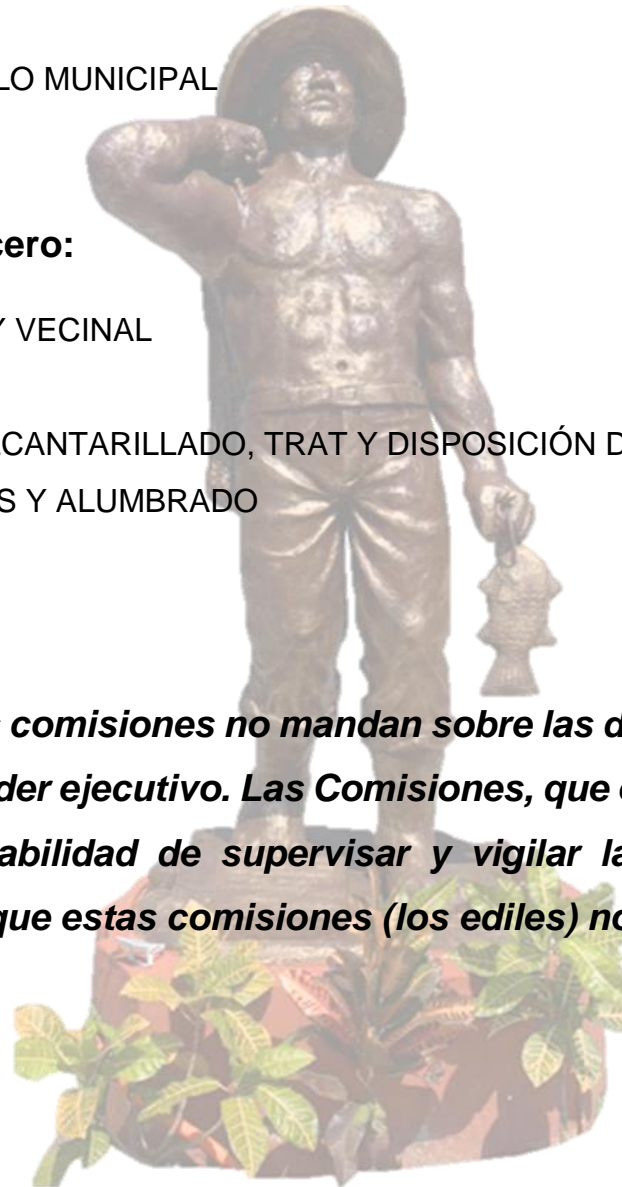 LO MUNICIPAL
cero:
Y VECINAL
CANTARILLADO, TRAT Y DISPOSICIÓN D
S Y ALUMBRADO
s comisiones no mandan sobre las d
der ejecutivo. Las Comisiones, que
abilidad de supervisar y vigilar la
que estas comisiones (los ediles) no